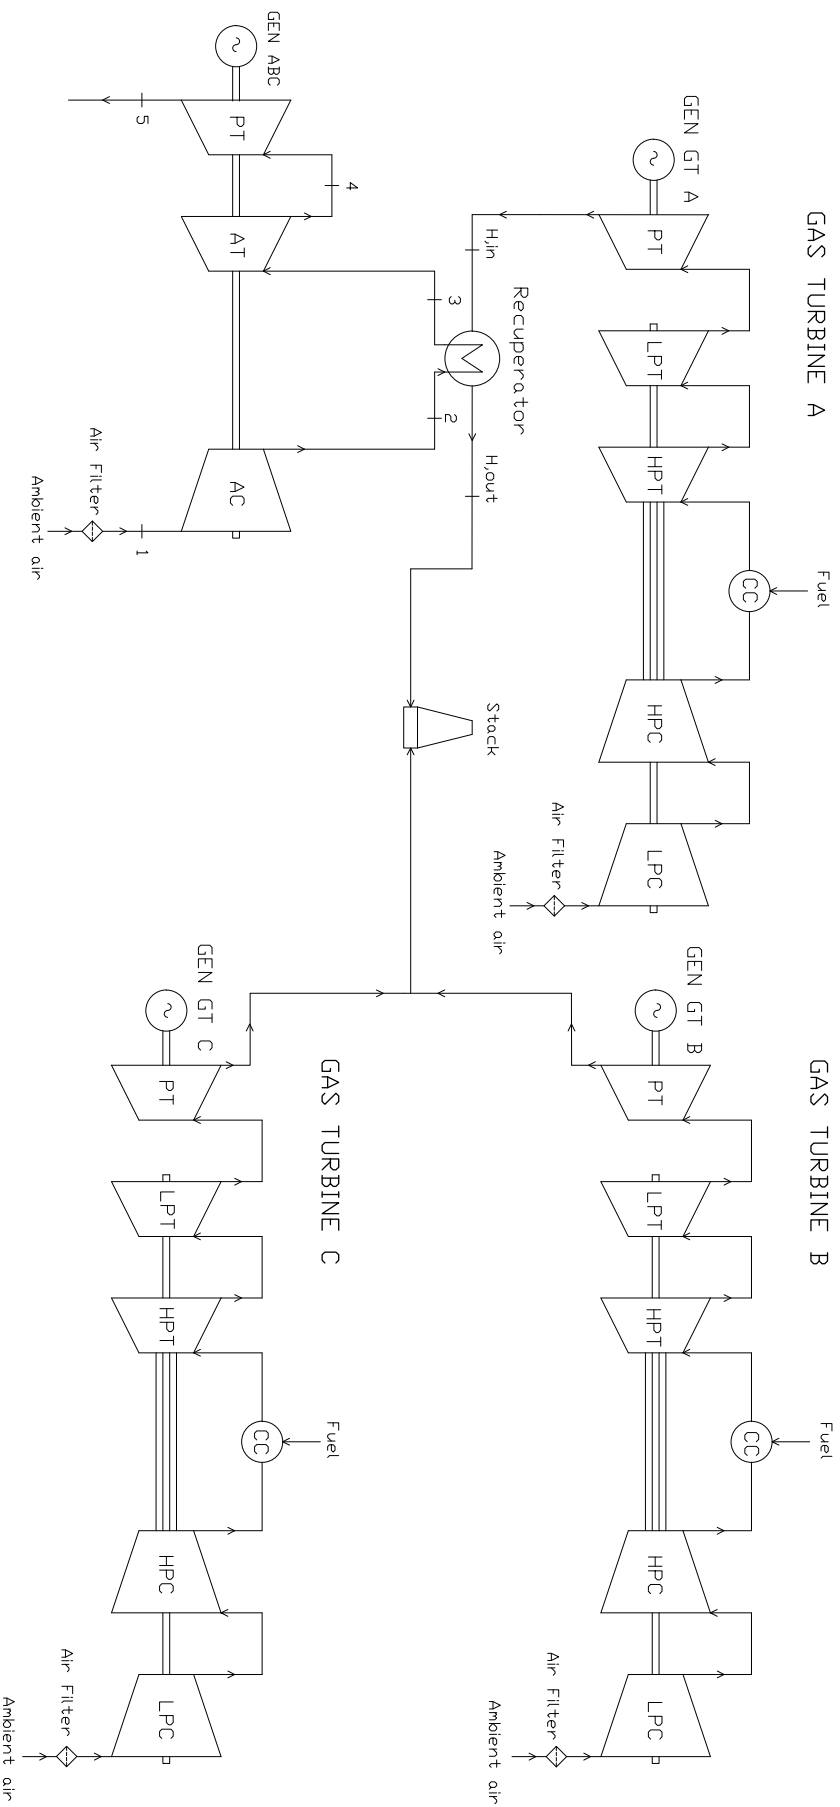 GAS TURBINE A
GAS TURBINE B
Fuel
Fuel
CC
CC
GEN GT A
GEN GT B
PT
LPT
HPT
HPC
LPC
PT
LPT
HPT
HPC
LPC
Air Filter
Ambient air
Air Filter
Ambient air
Recuperator
H,in
H,out
Stack
3
2
GAS TURBINE C
Fuel
CC
4
GEN ABC
PT
AT
AC
5
1
Air Filter
Ambient air
GEN GT C
PT
LPT
HPT
HPC
LPC
Air Filter
Ambient air